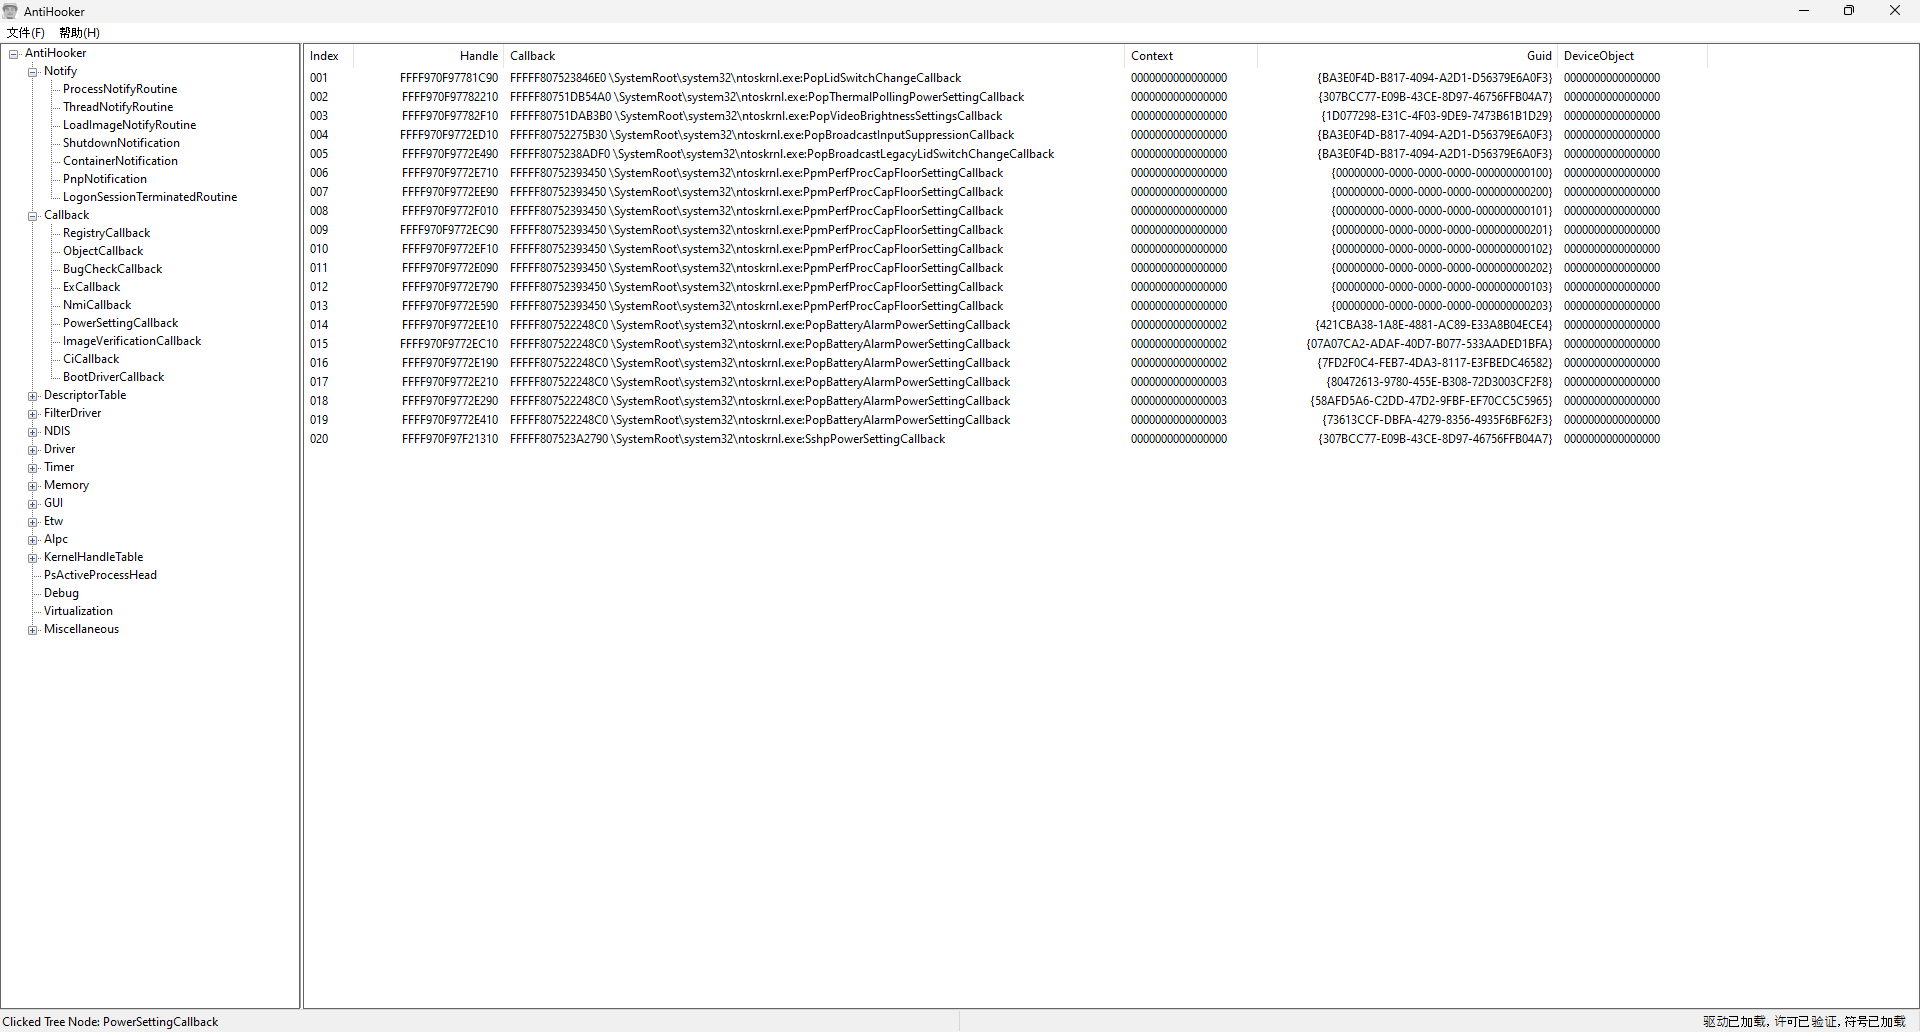 AntiHooker
文件(F) 帮助(H)
AntiHooker
Notify
ProcessNotifyRoutine
ThreadNotifyRoutine
LoadImageNotifyRoutine
ShutdownNotification
ContainerNotification
PnpNotification
LogonSessionTerminatedRoutine
Callback
RegistryCallback
ObjectCallback
BugCheckCallback
ExCallback
NmiCallback
PowerSettingCallback
ImageVerificationCallback
CiCallback
BootDriverCallback
DescriptorTable
FilterDriver
NDIS
Driver
Timer
Memory
GUI
Etw
Alpc
KernelHandleTable
PsActiveProcessHead
Debug
Virtualization
Miscellaneous
Index Handle Callback Context Guid DeviceObject
001 FFFF970F97781C90 FFFFF807523846E0 \SystemRoot\system32\ntoskrnl.exe:PopLidSwitchChangeCallback 0000000000000000 {BA3E0F4D-B817-4094-A2D1-D56379E6A0F3} 0000000000000000
002 FFFF970F97782210 FFFFF80751DB54A0 \SystemRoot\system32\ntoskrnl.exe:PopThermalPollingPowerSettingCallback 0000000000000000 {307BCC77-E09B-43CE-8D97-46756FFB04A7} 0000000000000000
003 FFFF970F97782F10 FFFFF80751DAB3B0 \SystemRoot\system32\ntoskrnl.exe:PopVideoBrightnessSettingsCallback 0000000000000000 {1D077298-E31C-4F03-9DE9-7473B61B1D29} 0000000000000000
004 FFFF970F9772ED10 FFFFF80752275B30 \SystemRoot\system32\ntoskrnl.exe:PopBroadcastInputSuppressionCallback 0000000000000000 {BA3E0F4D-B817-4094-A2D1-D56379E6A0F3} 0000000000000000
005 FFFF970F9772E490 FFFFF8075238ADF0 \SystemRoot\system32\ntoskrnl.exe:PopBroadcastLegacyLidSwitchChangeCallback 0000000000000000 {BA3E0F4D-B817-4094-A2D1-D56379E6A0F3} 0000000000000000
006 FFFF970F9772E710 FFFFF80752393450 \SystemRoot\system32\ntoskrnl.exe:PpmPerfProcCapFloorSettingCallback 0000000000000000 {00000000-0000-0000-0000-000000000100} 0000000000000000
007 FFFF970F9772EE90 FFFFF80752393450 \SystemRoot\system32\ntoskrnl.exe:PpmPerfProcCapFloorSettingCallback 0000000000000000 {00000000-0000-0000-0000-000000000200} 0000000000000000
008 FFFF970F9772F010 FFFFF80752393450 \SystemRoot\system32\ntoskrnl.exe:PpmPerfProcCapFloorSettingCallback 0000000000000000 {00000000-0000-0000-0000-000000000101} 0000000000000000
009 FFFF970F9772EC90 FFFFF80752393450 \SystemRoot\system32\ntoskrnl.exe:PpmPerfProcCapFloorSettingCallback 0000000000000000 {00000000-0000-0000-0000-000000000201} 0000000000000000
010 FFFF970F9772EF10 FFFFF80752393450 \SystemRoot\system32\ntoskrnl.exe:PpmPerfProcCapFloorSettingCallback 0000000000000000 {00000000-0000-0000-0000-000000000102} 0000000000000000
011 FFFF970F9772E090 FFFFF80752393450 \SystemRoot\system32\ntoskrnl.exe:PpmPerfProcCapFloorSettingCallback 0000000000000000 {00000000-0000-0000-0000-000000000202} 0000000000000000
012 FFFF970F9772E790 FFFFF80752393450 \SystemRoot\system32\ntoskrnl.exe:PpmPerfProcCapFloorSettingCallback 0000000000000000 {00000000-0000-0000-0000-000000000103} 0000000000000000
013 FFFF970F9772E590 FFFFF80752393450 \SystemRoot\system32\ntoskrnl.exe:PpmPerfProcCapFloorSettingCallback 0000000000000000 {00000000-0000-0000-0000-000000000203} 0000000000000000
014 FFFF970F9772EE10 FFFFF807522248C0 \SystemRoot\system32\ntoskrnl.exe:PopBatteryAlarmPowerSettingCallback 0000000000000002 {421CBA38-1A8E-4881-AC89-E33A8B04ECE4} 0000000000000000
015 FFFF970F9772EC10 FFFFF807522248C0 \SystemRoot\system32\ntoskrnl.exe:PopBatteryAlarmPowerSettingCallback 0000000000000002 {07A07CA2-ADAF-40D7-B077-533AADED1BFA} 0000000000000000
016 FFFF970F9772E190 FFFFF807522248C0 \SystemRoot\system32\ntoskrnl.exe:PopBatteryAlarmPowerSettingCallback 0000000000000002 {7FD2F0C4-FEB7-4DA3-8117-E3FBEDC46582} 0000000000000000
017 FFFF970F9772E210 FFFFF807522248C0 \SystemRoot\system32\ntoskrnl.exe:PopBatteryAlarmPowerSettingCallback 0000000000000003 {80472613-9780-455E-B308-72D3003CF2F8} 0000000000000000
018 FFFF970F9772E290 FFFFF807522248C0 \SystemRoot\system32\ntoskrnl.exe:PopBatteryAlarmPowerSettingCallback 0000000000000003 {58AFD5A6-C2DD-47D2-9FBF-EF70CC5C5965} 0000000000000000
019 FFFF970F9772E410 FFFFF807522248C0 \SystemRoot\system32\ntoskrnl.exe:PopBatteryAlarmPowerSettingCallback 0000000000000003 {73613CCF-DBFA-4279-8356-4935F6BF62F3} 0000000000000000
020 FFFF970F97F21310 FFFFF807523A2790 \SystemRoot\system32\ntoskrnl.exe:SshpPowerSettingCallback 0000000000000000 {307BCC77-E09B-43CE-8D97-46756FFB04A7} 0000000000000000
Clicked Tree Node: PowerSettingCallback 驱动已加载, 许可已验证, 符号已加载